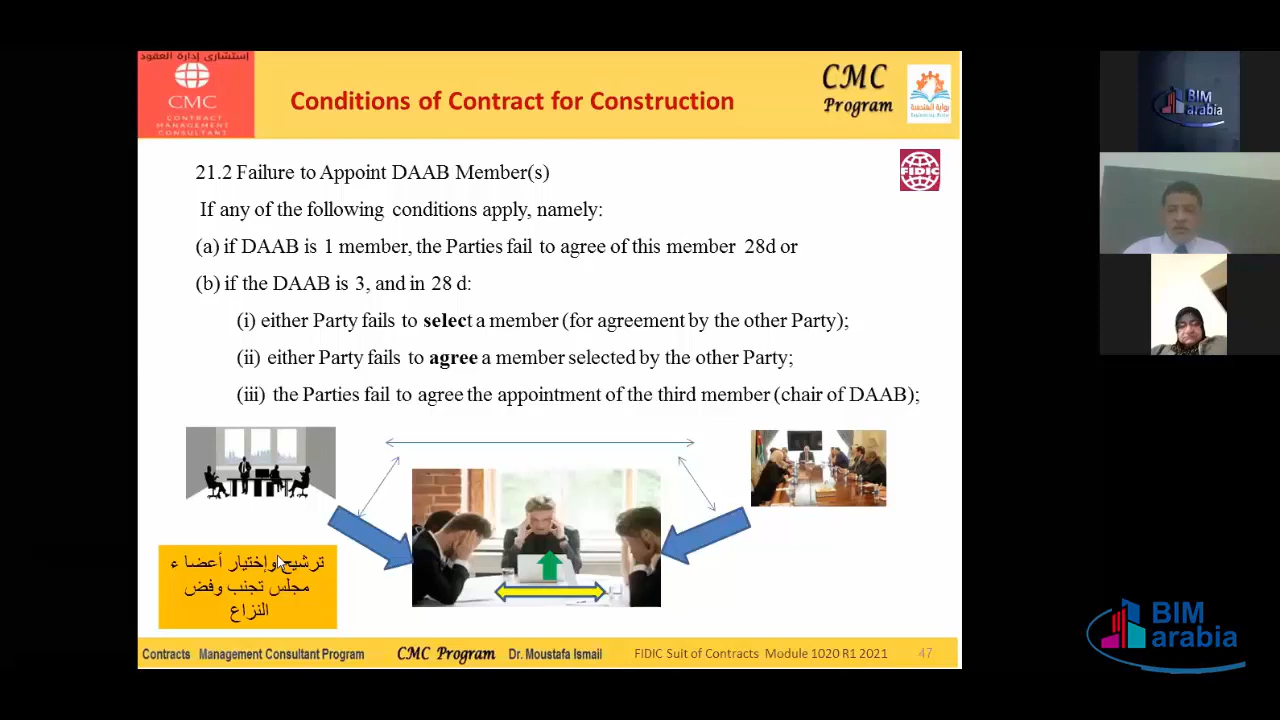 إستشارى إدارة العقود
CMC
CONTRACT
MANAGEMENT
CONSULTANT
Conditions of Contract for Construction
CMC
Program
بوابة الهندسة
FIDIC
21.2 Failure to Appoint DAAB Member(s)
If any of the following conditions apply, namely:
(a) if DAAB is 1 member, the Parties fail to agree of this member 28d or
(b) if the DAAB is 3, and in 28 d:
(i) either Party fails to select a member (for agreement by the other Party);
(ii) either Party fails to agree a member selected by the other Party;
(iii) the Parties fail to agree the appointment of the third member (chair of DAAB);
ترشيح وإختيار أعضا ء
مجلس تجنب وفض
النزاع
Contracts Management Consultant Program
CMC Program
Dr. Moustafa Ismail
FIDIC Suit of Contracts Module 1020 R1 2021
47
BIM
arabia
BIM
arabia